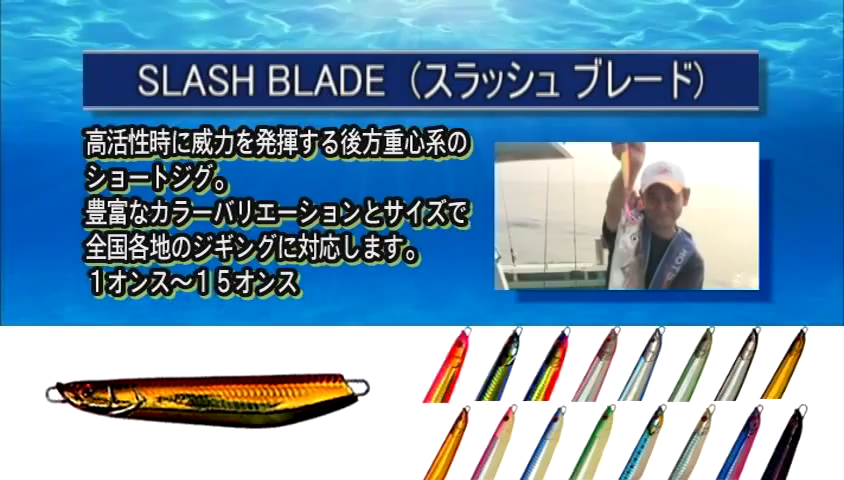 SLASH BLADE（スラッシュ ブレード）
高活性時に威力を発揮する後方重心系の
ショートジグ。
豊富なカラーバリエーションとサイズで
全国各地のジギングに対応します。
１オンス～１５オンス